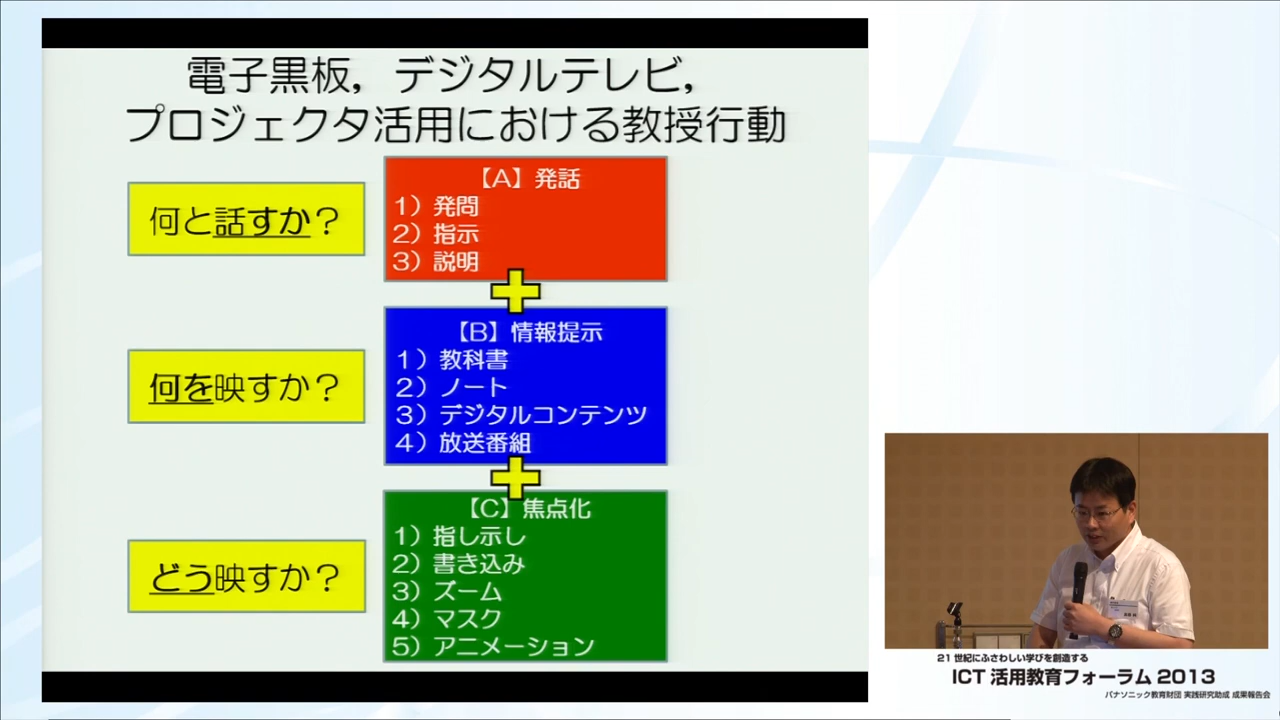 電子黒板，デジタルテレビ，
プロジェクタ活用における教授行動
何と話すか？
【A】発話
1）発問
2）指示
3）説明
何を映すか？
【B】情報提示
1）教科書
2）ノート
3）デジタルコンテンツ
4）放送番組
どう映すか？
【C】焦点化
1）指し示し
2）書き込み
3）ズーム
4）マスク
5）アニメーション
21 世紀にふさわしい学びを創造する
ICT 活用教育フォーラム 2013
パナソニック教育財団 実践研究助成 成果報告会